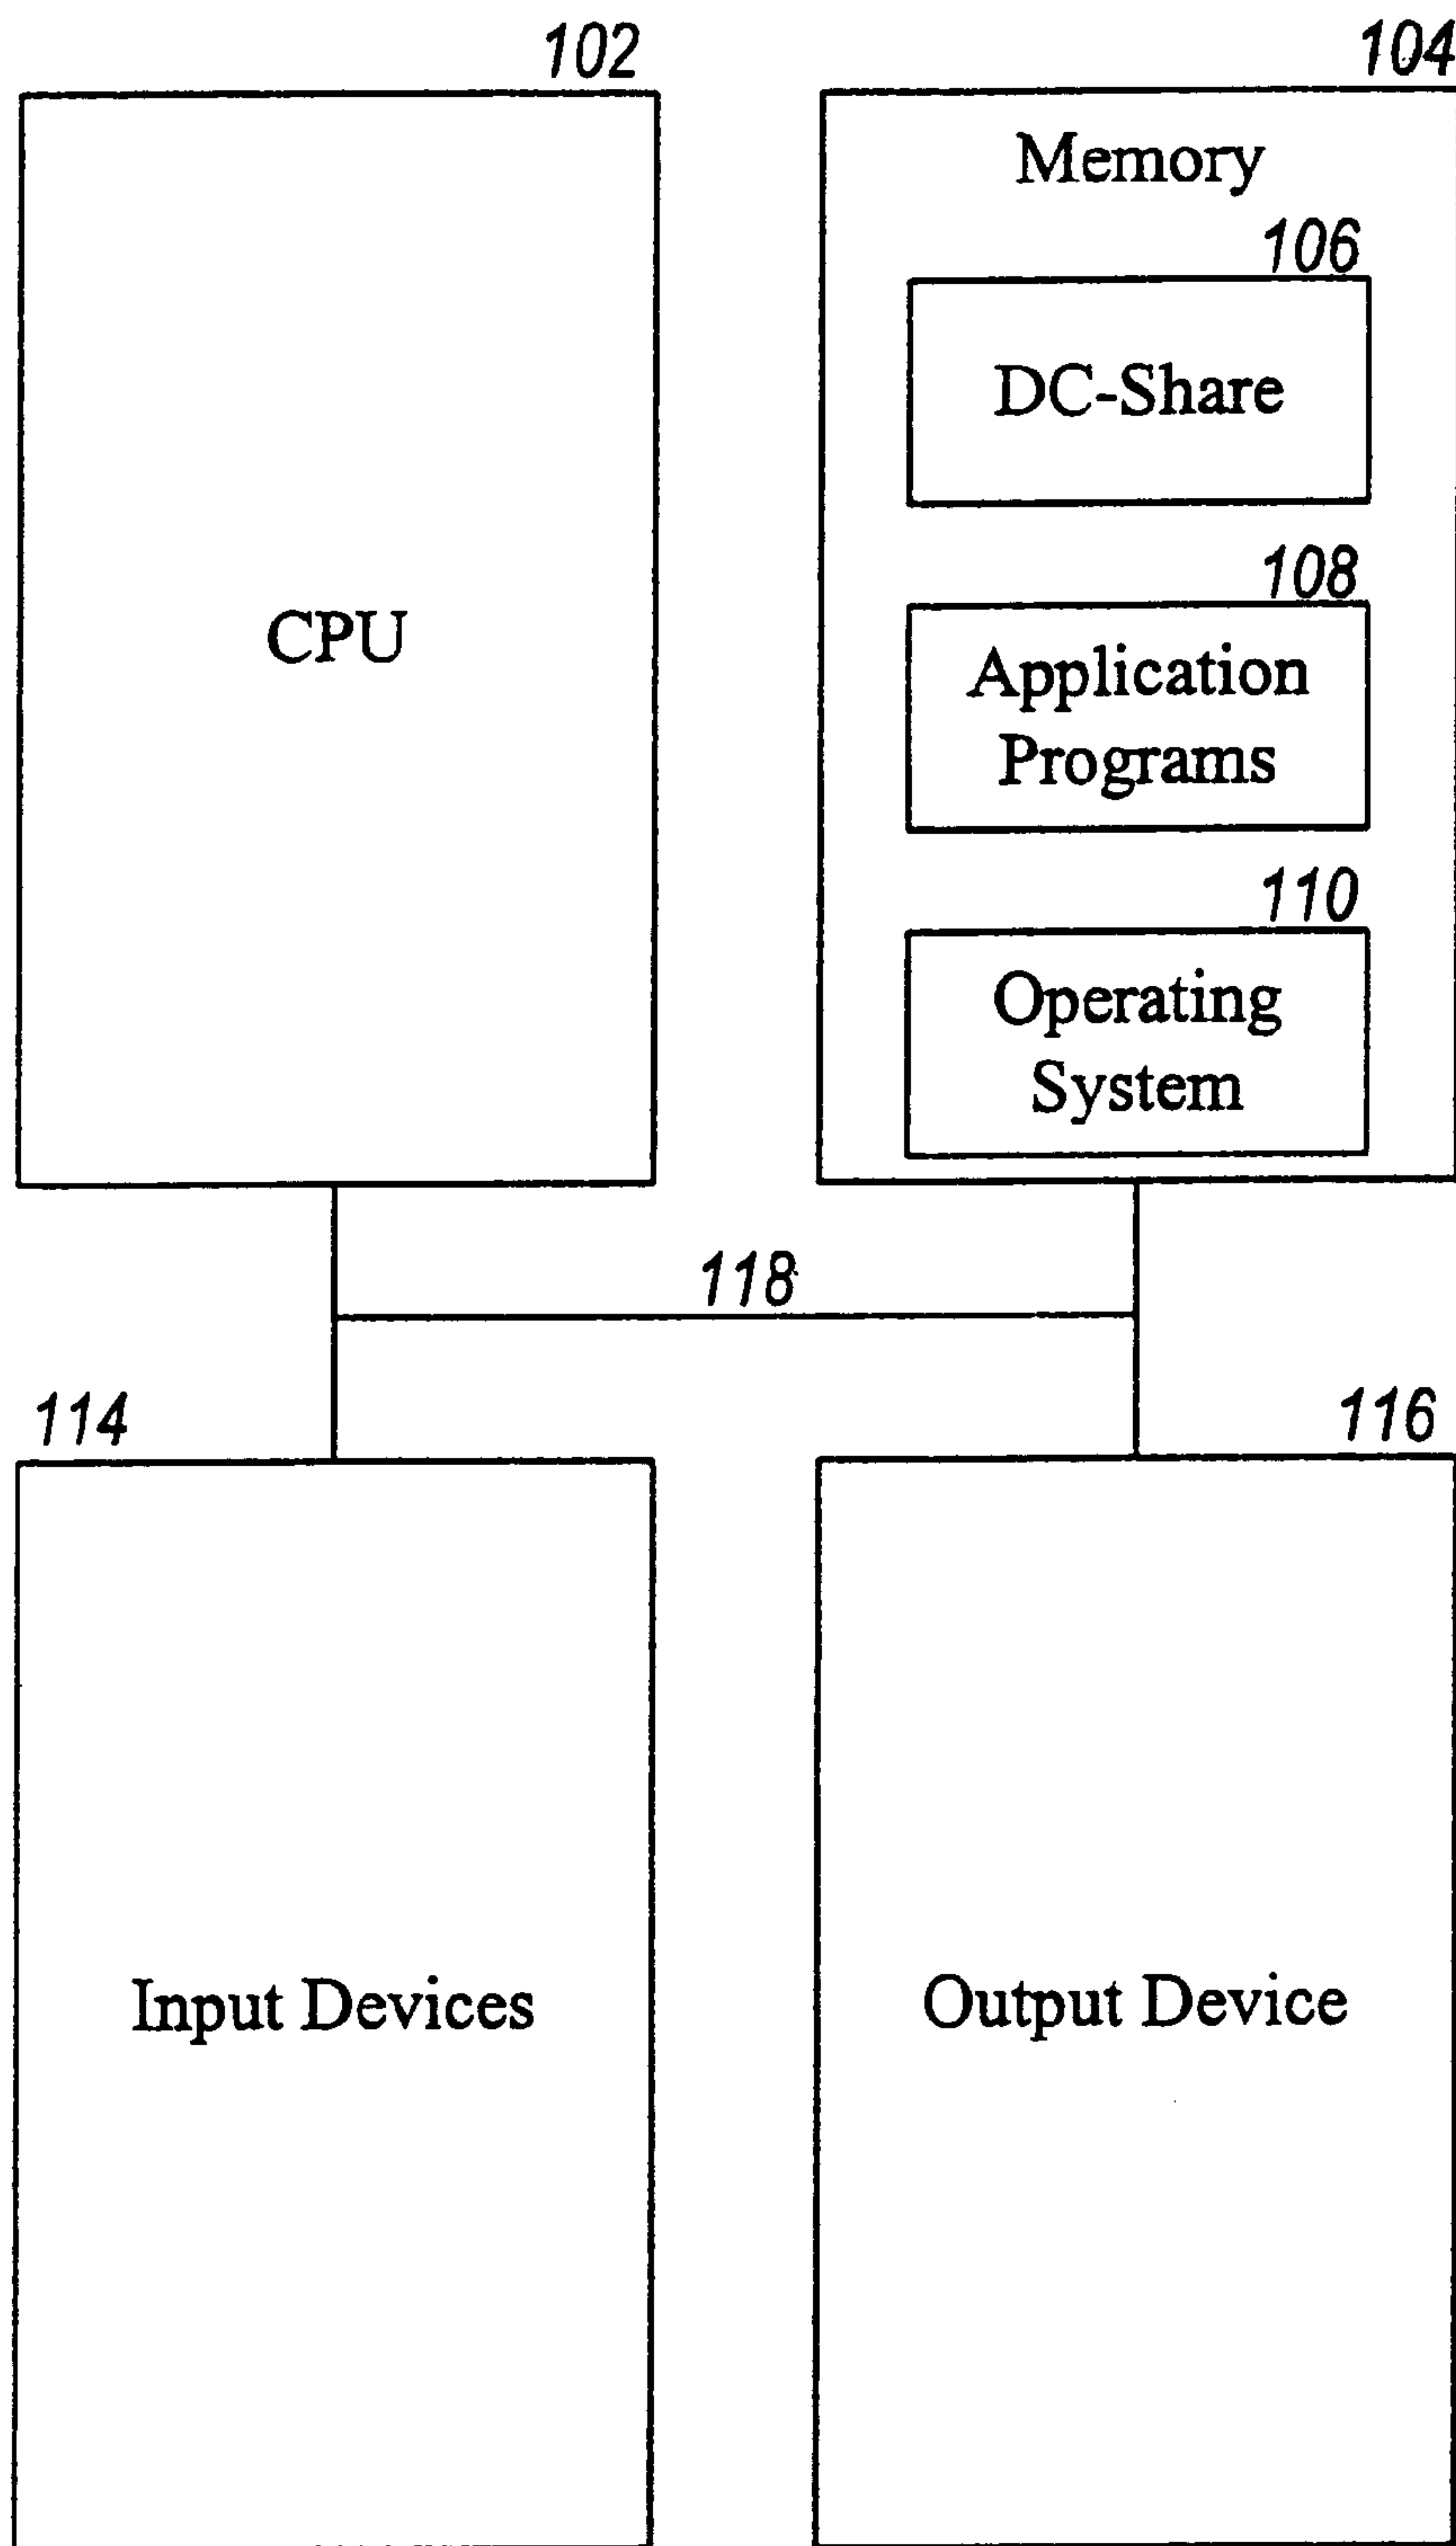 102
104
Memory
106
DC-Share
108
CPU
Application
Programs
110
Operating
System
118
114
116
Input Devices
Output Device